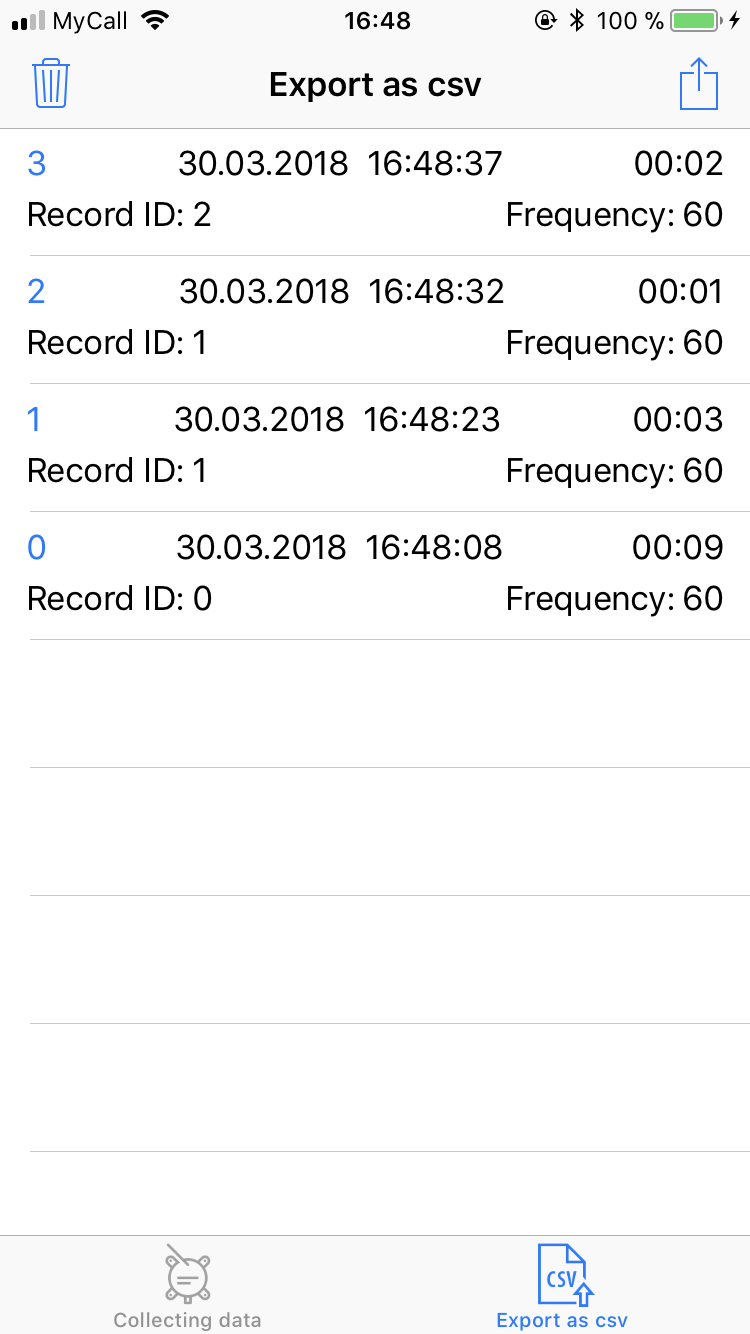 MyCall 16:48 100 %
Export as csv
3 30.03.2018 16:48:37 00:02
Record ID: 2 Frequency: 60
2 30.03.2018 16:48:32 00:01
Record ID: 1 Frequency: 60
1 30.03.2018 16:48:23 00:03
Record ID: 1 Frequency: 60
0 30.03.2018 16:48:08 00:09
Record ID: 0 Frequency: 60
CSV
Collecting data Export as csv